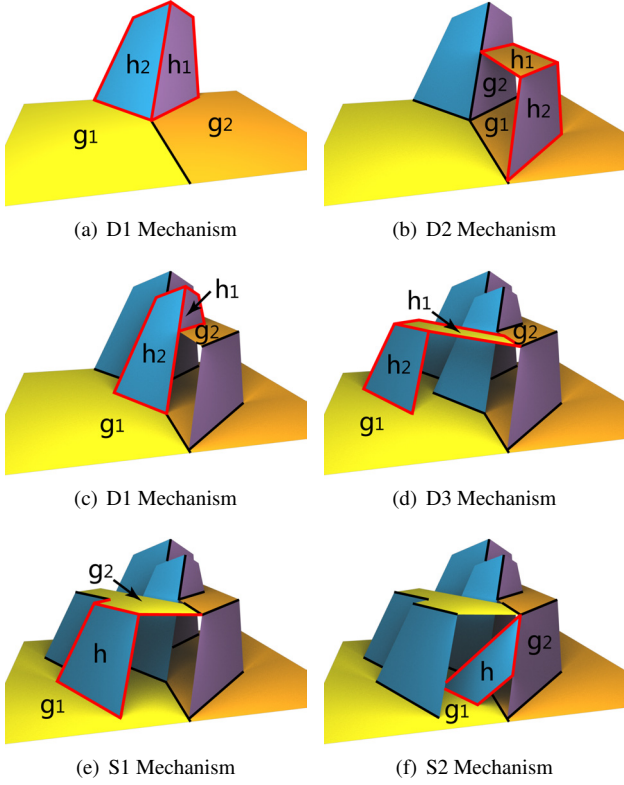 h2 h1
g1 g2
(a) D1 Mechanism
h1
g2
g1 h2
(b) D2 Mechanism
h1
g2
h2
g1
(c) D1 Mechanism
h1
g2
h2
g1
(d) D3 Mechanism
g2
h
g1
(e) S1 Mechanism
g2
h
g1
(f) S2 Mechanism